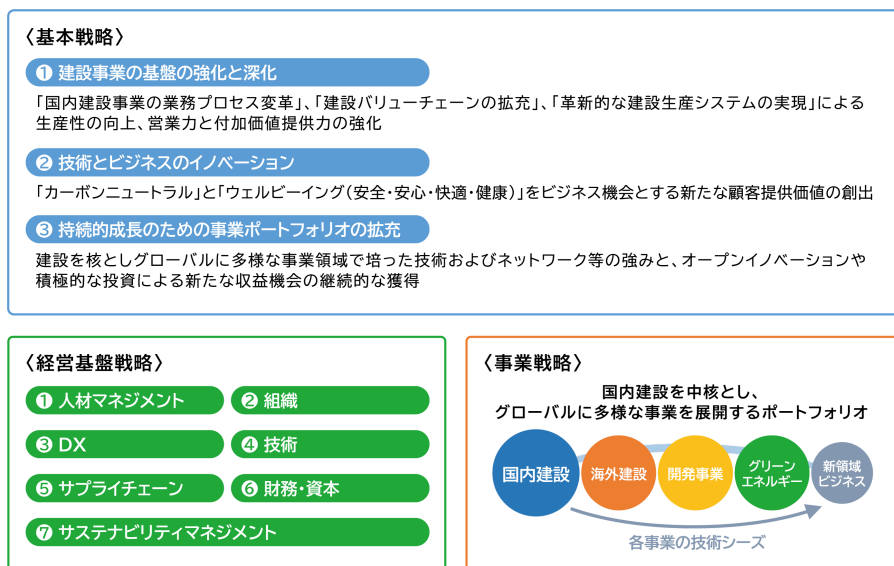 〈基本戦略〉
❶ 建設事業の基盤の強化と深化
「国内建設事業の業務プロセス変革」、「建設バリューチェーンの拡充」、「革新的な建設生産システムの実現」による
生産性の向上、営業力と付加価値提供力の強化
❷ 技術とビジネスのイノベーション
「カーボンニュートラル」と「ウェルビーイング(安全・安心・快適・健康)」をビジネス機会とする新たな顧客提供価値の創出
❸ 持続的成長のための事業ポートフォリオの拡充
建設を核としグローバルに多様な事業領域で培った技術およびネットワーク等の強みと、オープンイノベーションや
積極的な投資による新たな収益機会の継続的な獲得
〈経営基盤戦略〉
❶ 人材マネジメント
❷ 組織
❸ DX
❹ 技術
❺ サプライチェーン
❻ 財務・資本
❼ サステナビリティマネジメント
〈事業戦略〉
国内建設を中核とし、
グローバルに多様な事業を展開するポートフォリオ
国内建設
海外建設
開発事業
グリーン
エネルギー
新領域
ビジネス
各事業の技術シーズ